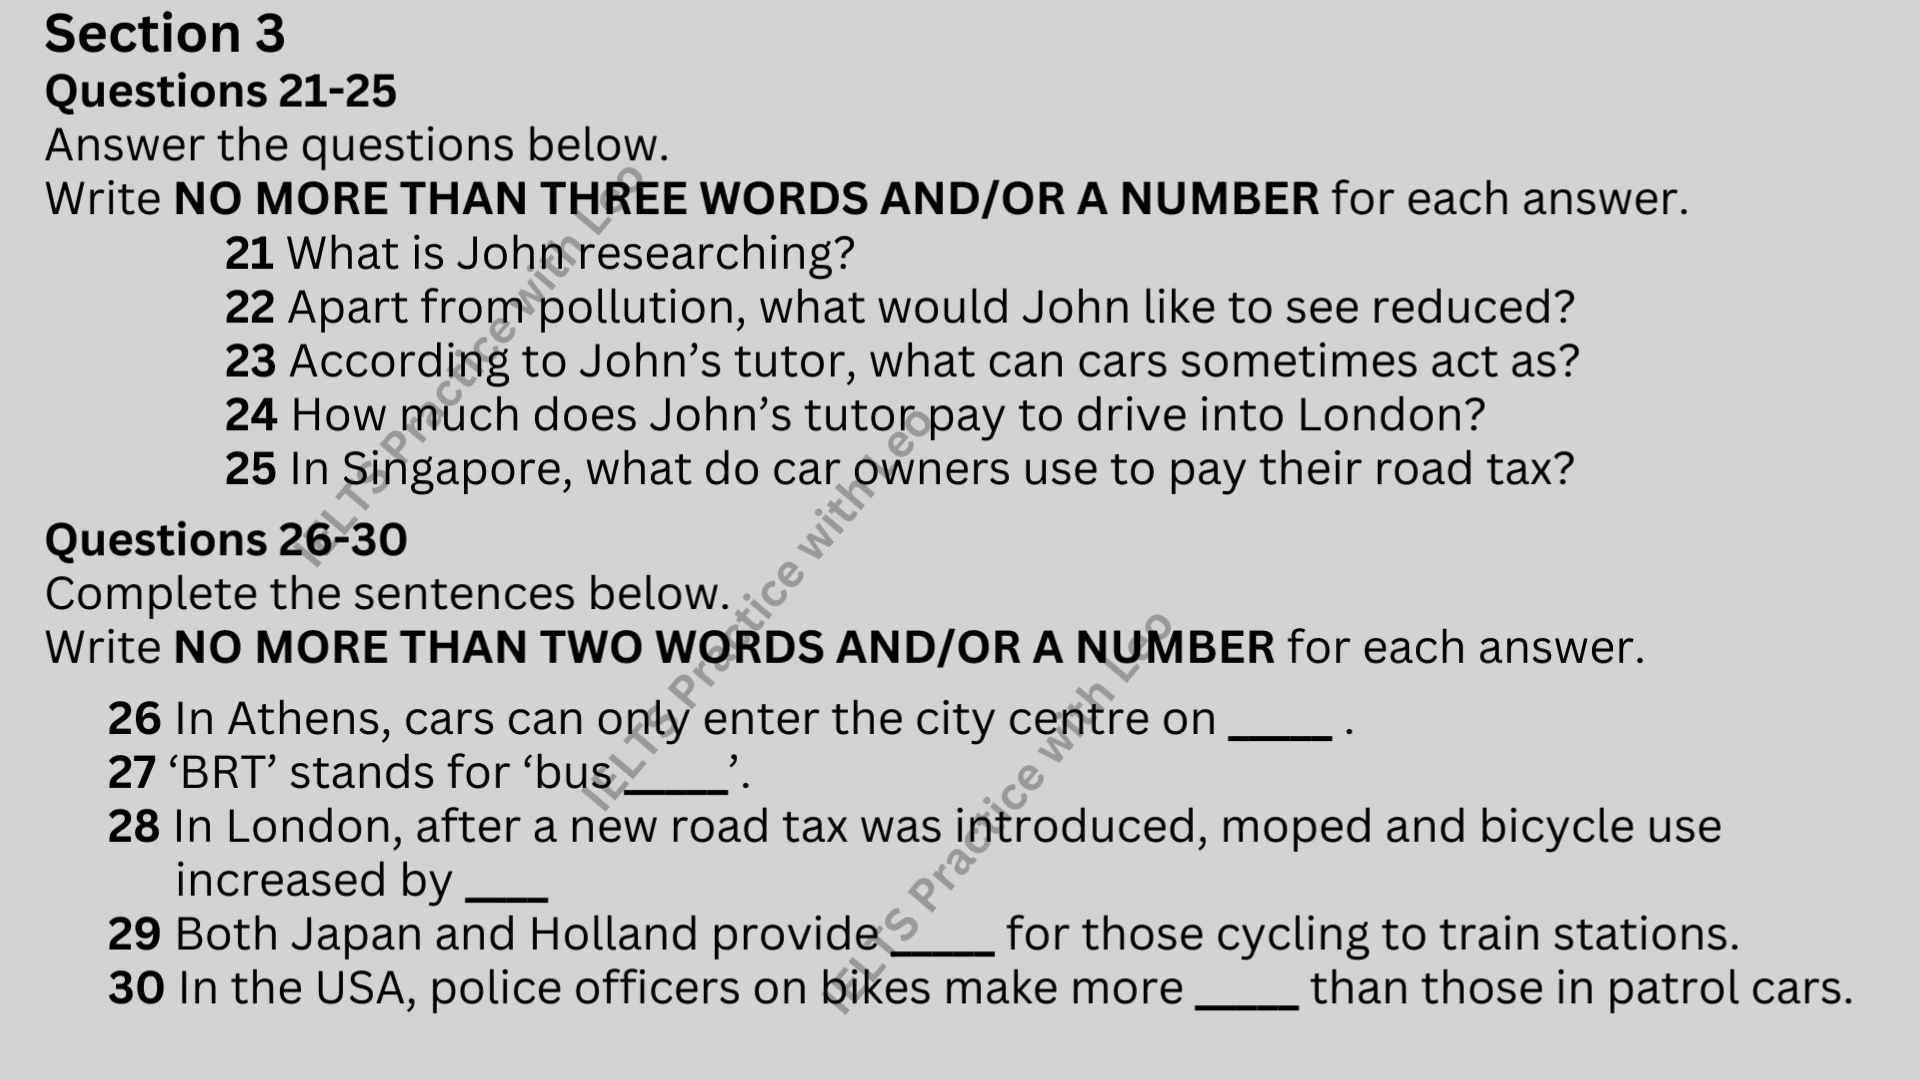 Section 3
Questions 21-25
Answer the questions below.
Write NO MORE THAN THREE WORDS AND/OR A NUMBER for each answer.
21 What is John researching?
22 Apart from pollution, what would John like to see reduced?
23 According to John’s tutor, what can cars sometimes act as?
24 How much does John’s tutor pay to drive into London?
25 In Singapore, what do car owners use to pay their road tax?
Questions 26-30
Complete the sentences below.
Write NO MORE THAN TWO WORDS AND/OR A NUMBER for each answer.
26 In Athens, cars can only enter the city centre on _____ .
27 ‘BRT’ stands for ‘bus _____’.
28 In London, after a new road tax was introduced, moped and bicycle use
increased by ____
29 Both Japan and Holland provide _____ for those cycling to train stations.
30 In the USA, police officers on bikes make more _____ than those in patrol cars.
IELTS Practice with Leo
IELTS Practice with Leo
IELTS Practice with Leo